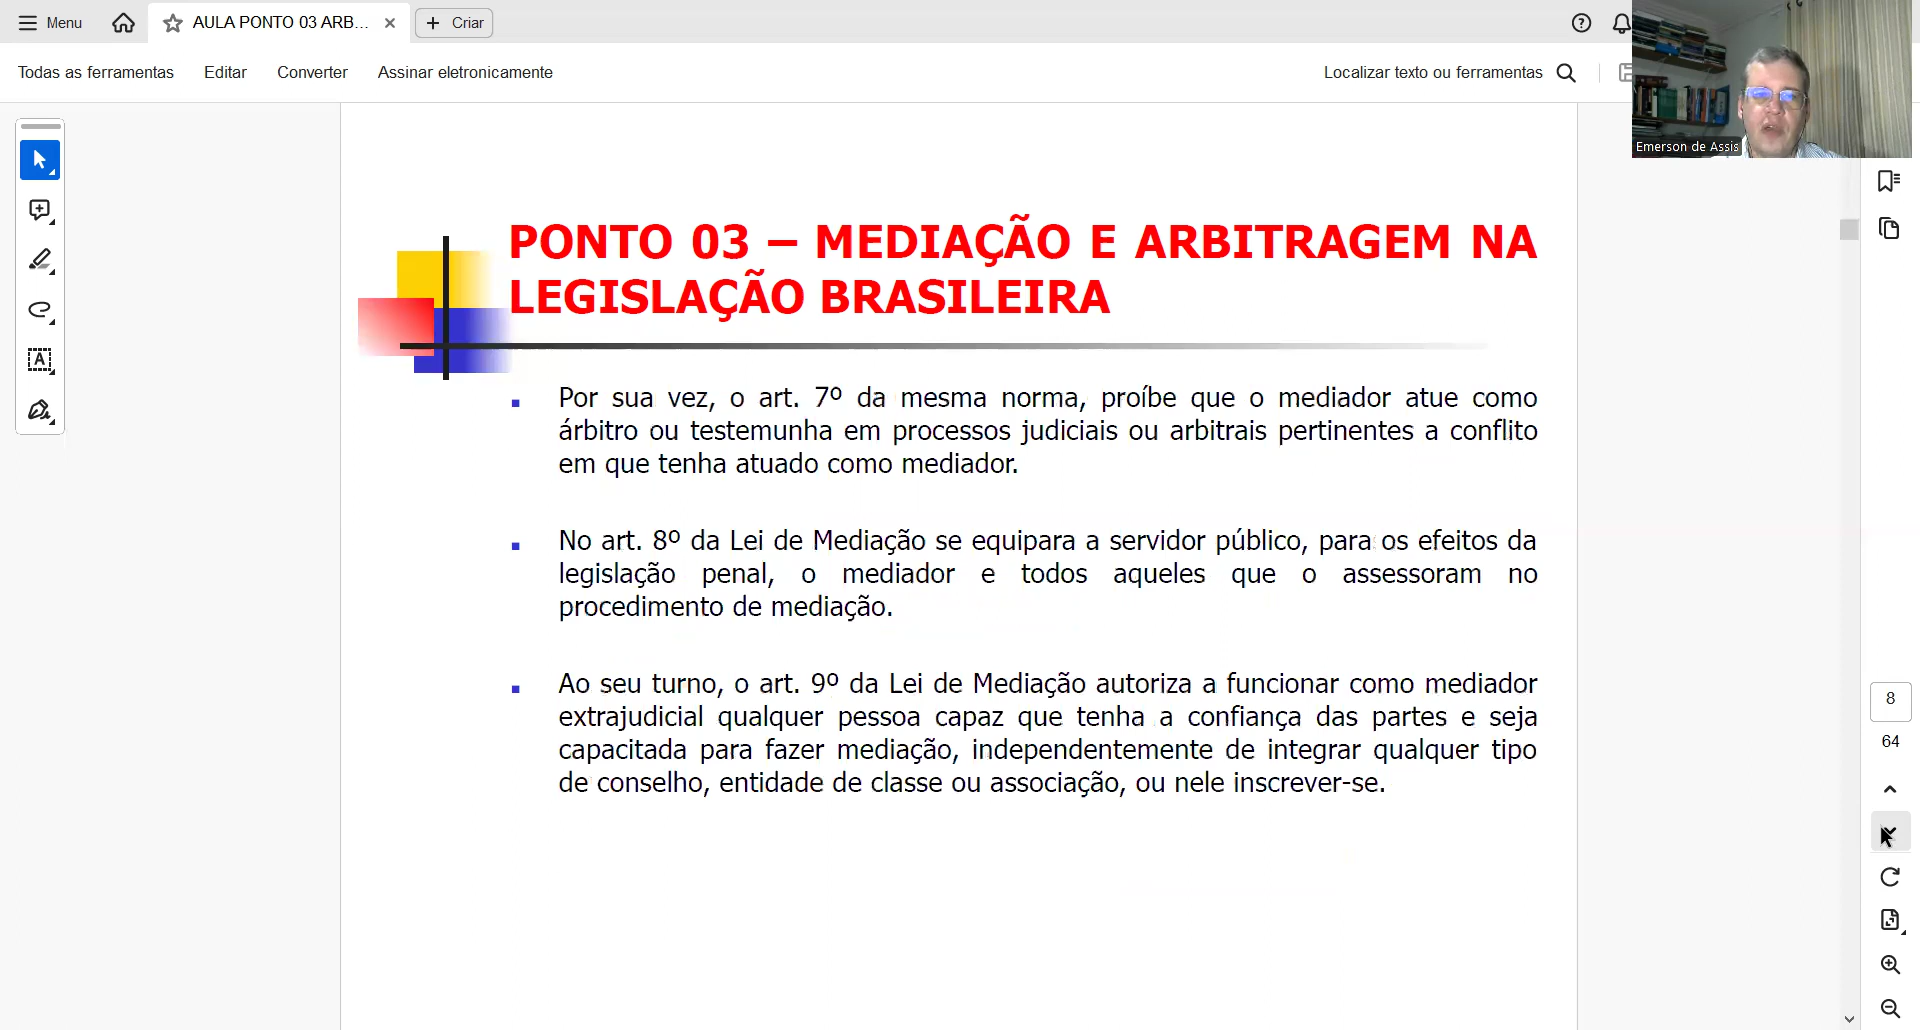 Menu
AULA PONTO 03 ARB...
Criar
Todas as ferramentas
Editar
Converter
Assinar eletronicamente
Localizar texto ou ferramentas
Emerson de Assis
PONTO 03 – MEDIAÇÃO E ARBITRAGEM NA
LEGISLAÇÃO BRASILEIRA
Por sua vez, o art. 7º da mesma norma, proíbe que o mediador atue como
árbitro ou testemunha em processos judiciais ou arbitrais pertinentes a conflito
em que tenha atuado como mediador.
No art. 8º da Lei de Mediação se equipara a servidor público, para os efeitos da
legislação penal, o mediador e todos aqueles que o assessoram no
procedimento de mediação.
Ao seu turno, o art. 9º da Lei de Mediação autoriza a funcionar como mediador
extrajudicial qualquer pessoa capaz que tenha a confiança das partes e seja
capacitada para fazer mediação, independentemente de integrar qualquer tipo
de conselho, entidade de classe ou associação, ou nele inscrever-se.
8
64